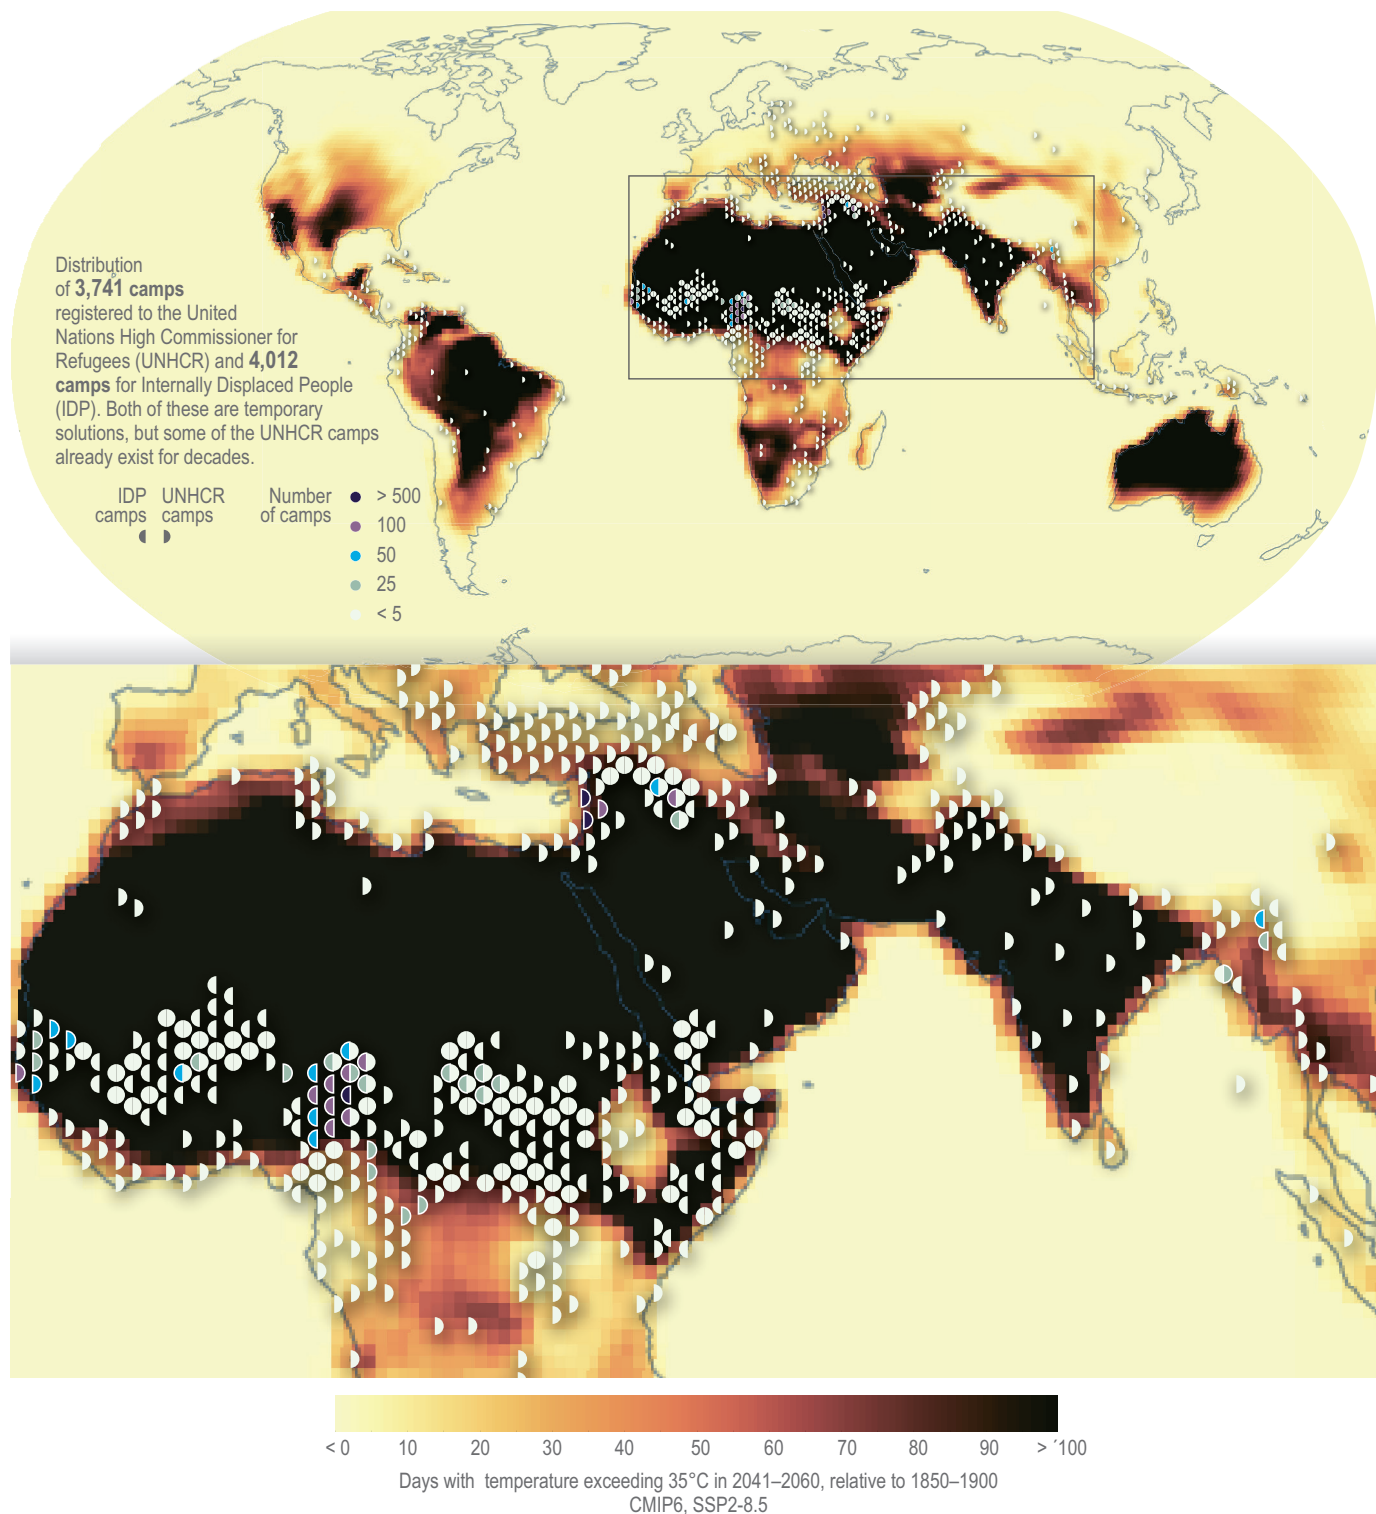 Distribution
of 3,741 camps
registered to the United
Nations High Commissioner for
Refugees (UNHCR) and 4,012
camps for Internally Displaced People
(IDP). Both of these are temporary
solutions, but some of the UNHCR camps
already exist for decades.
IDP camps
UNHCR camps
Number of camps
> 500
100
50
25
< 5
< 0 10 20 30 40 50 60 70 80 90 > ´100
Days with temperature exceeding 35°C in 2041–2060, relative to 1850–1900
CMIP6, SSP2-8.5